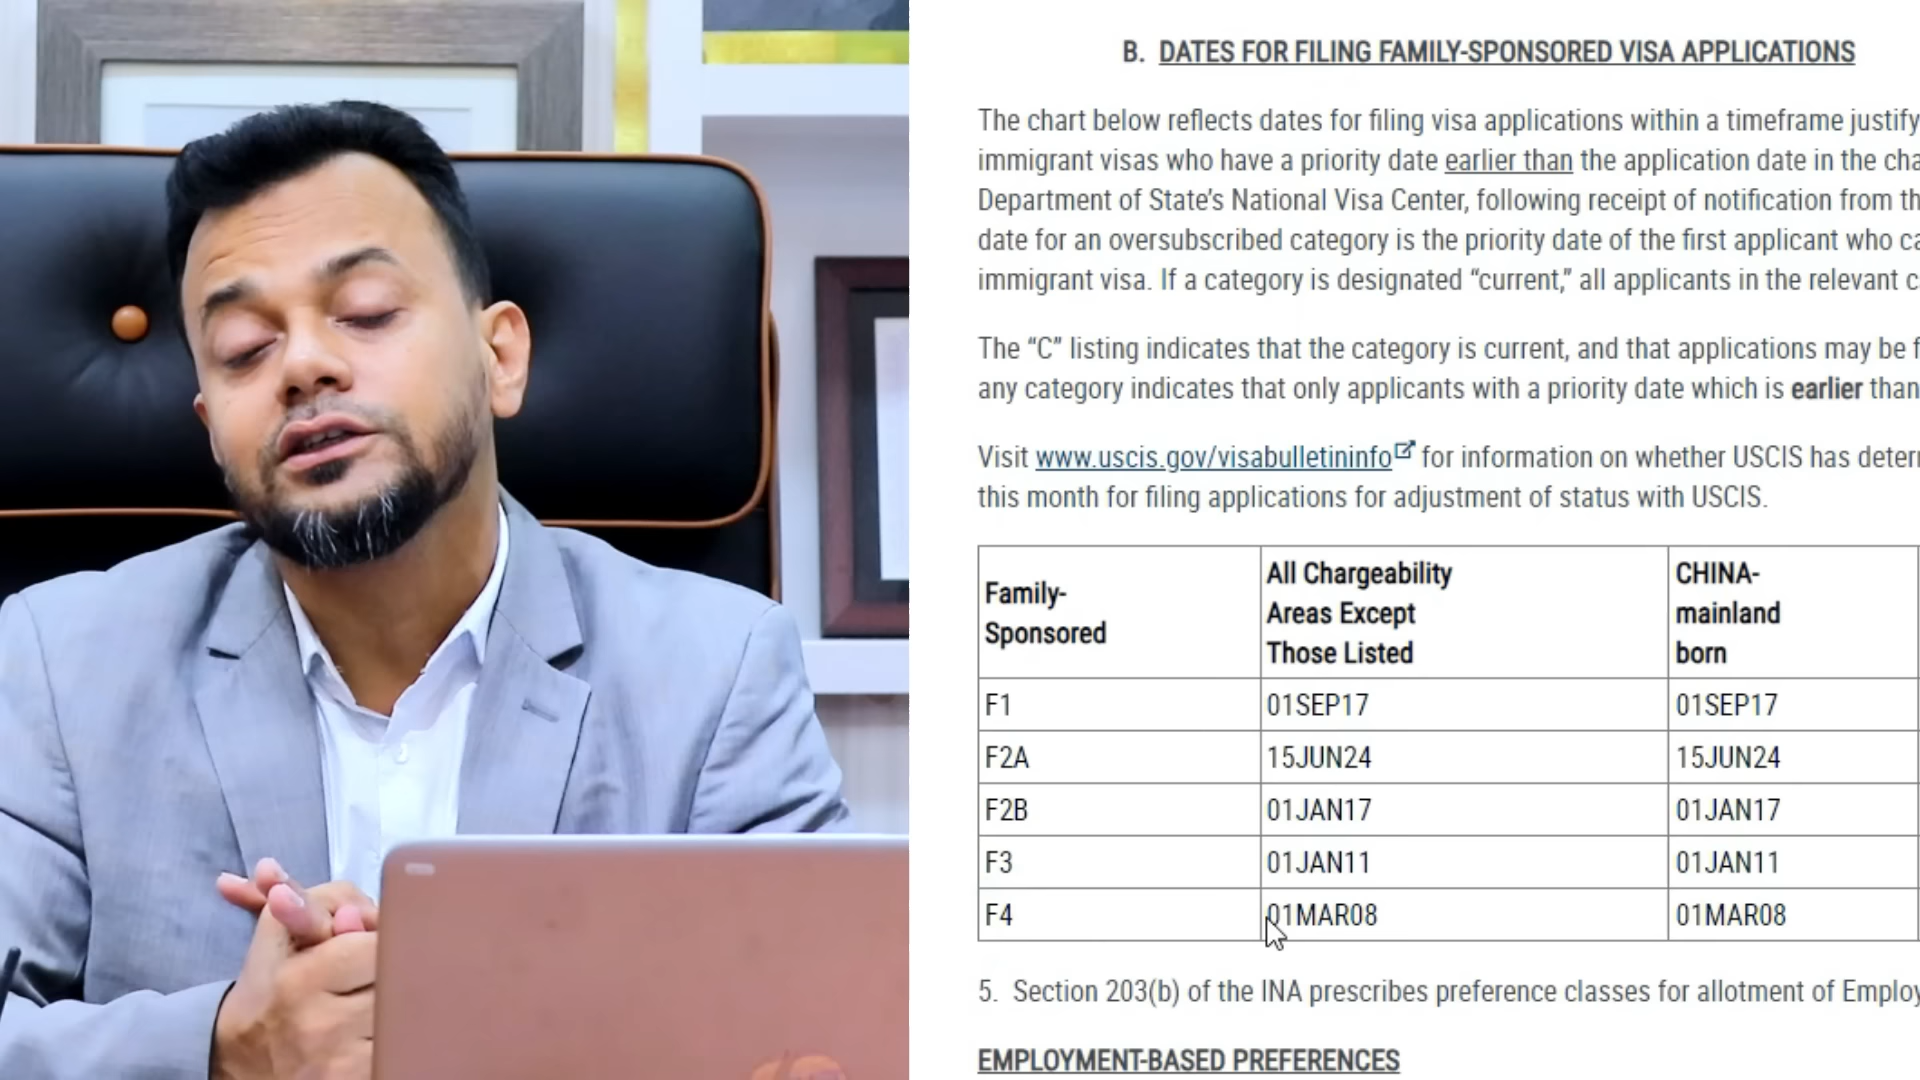 B. DATES FOR FILING FAMILY-SPONSORED VISA APPLICATIONS
The chart below reflects dates for filing visa applications within a timeframe justify
immigrant visas who have a priority date earlier than the application date in the cha
Department of State's National Visa Center, following receipt of notification from th
date for an oversubscribed category is the priority date of the first applicant who ca
immigrant visa. If a category is designated “current,” all applicants in the relevant c
The “C” listing indicates that the category is current, and that applications may be f
any category indicates that only applicants with a priority date which is earlier than
Visit www.uscis.gov/visabulletininfo for information on whether USCIS has deter
this month for filing applications for adjustment of status with USCIS.
Family-
Sponsored
All Chargeability
Areas Except
Those Listed
CHINA-
mainland
born
F1 01SEP17 01SEP17
F2A 15JUN24 15JUN24
F2B 01JAN17 01JAN17
F3 01JAN11 01JAN11
F4 01MAR08 01MAR08
5. Section 203(b) of the INA prescribes preference classes for allotment of Employ
EMPLOYMENT-BASED PREFERENCES